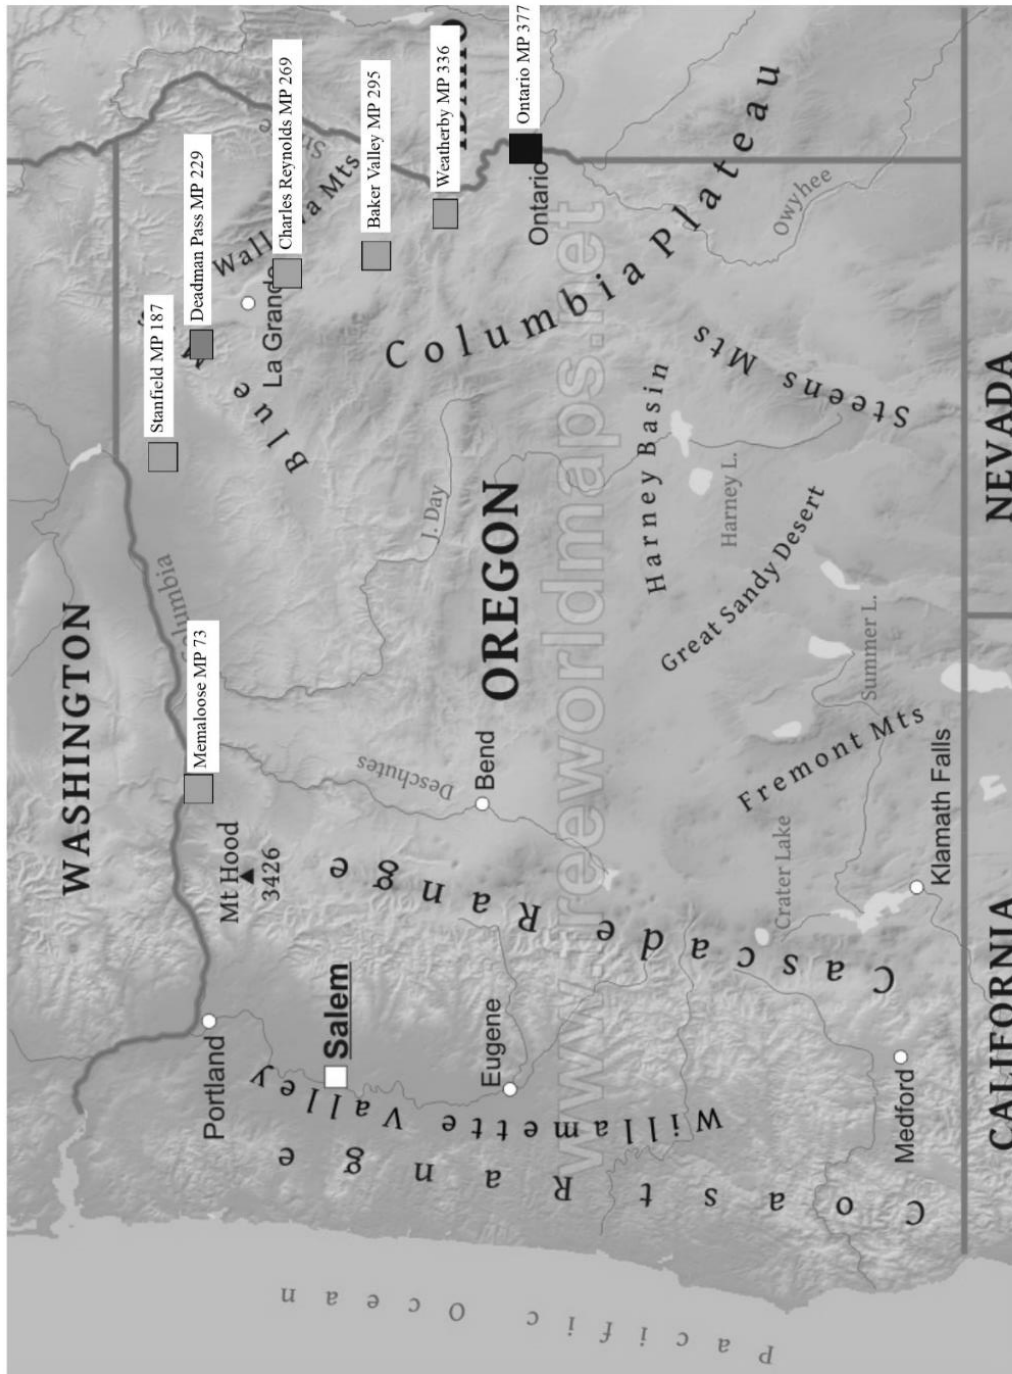 WASHINGTON
Columbia
Stanfield MP 187
Memaloose MP 73
Deadman Pass MP 229
Portland
Mt Hood
3426
La Grande
Blue
Wall
a Mts
Charles Reynolds MP 269
Salem
Baker Valley MP 295
Willamette Valley
Coast Range
Pacific Ocean
Cascade Range
Deschutes
J. Day
Weatherby MP 336
IDAHO
Bend
Eugene
OREGON
Ontario MP 377
Ontario
Columbia Plateau
www.freeworldmaps.net
Harney Basin
Harney L.
Steens Mts
Owyhee
Great Sandy Desert
Crater Lake
Summer L.
Fremont Mts
Medford
Klamath Falls
CALIFORNIA
NEVADA